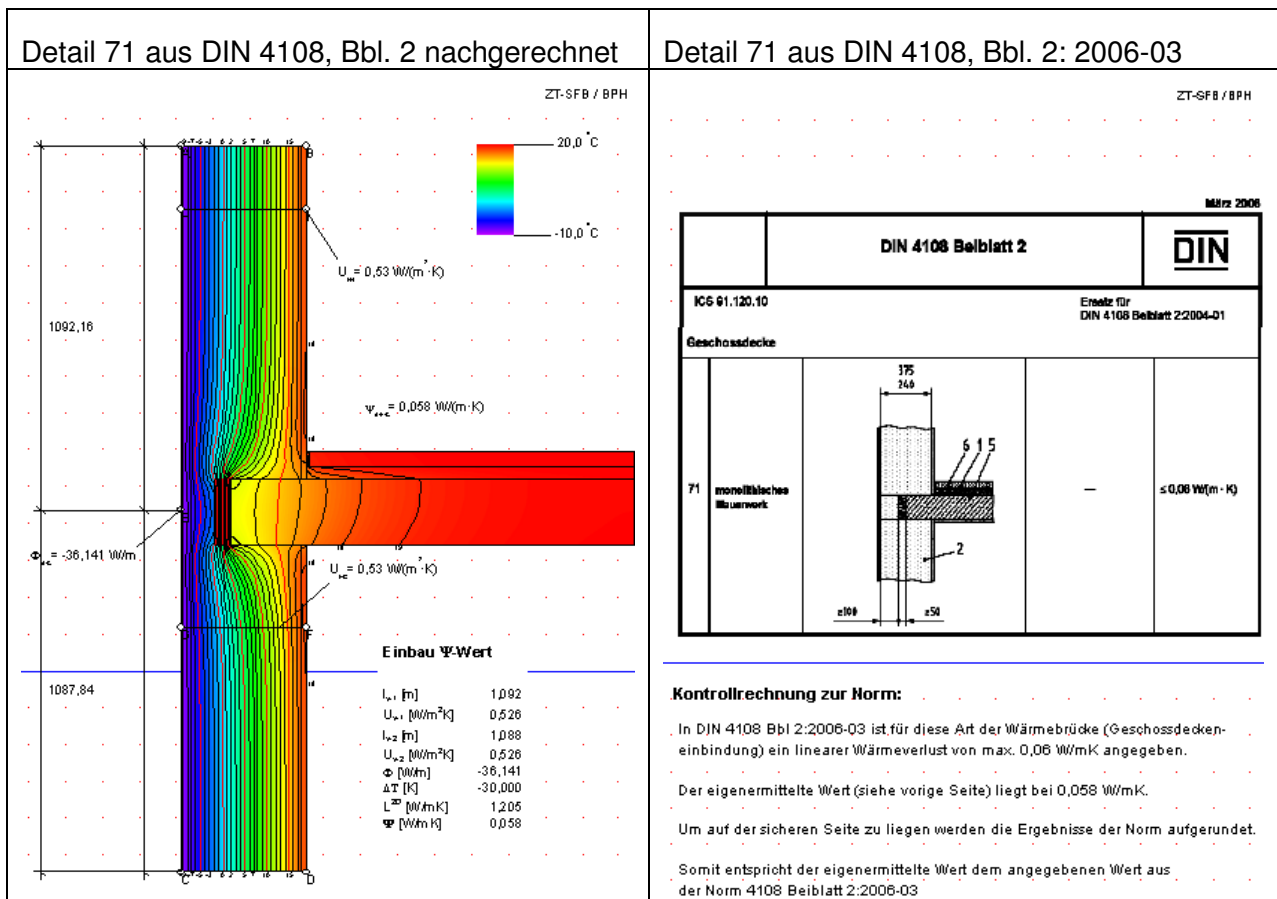 Detail 71 aus DIN 4108, Bbl. 2 nachgerechnet
ZT-SFB / BPH
20,0 °C
-10,0 °C
B
= 0,53 W/(m²·K)
1092,16
= 0,058 W/(m·K)
= -36,141 W/m
= 0,53 W/(m²·K)
D
F
Einbau Ψ-Wert
1087,84
l [m] 1,092
U [W/m²K] 0,526
l [m] 1,088
U [W/m²K] 0,526
Φ [W/m] -36,141
ΔT [K] -30,000
L²ᴰ [W/mK] 1,205
Ψ [W/mK] 0,058
C
D
Detail 71 aus DIN 4108, Bbl. 2: 2006-03
ZT-SFB / BPH
März 2006
DIN 4108 Beiblatt 2
DIN
ICS 91.120.10
Ersatz für
DIN 4108 Beiblatt 2:2004-01
Geschossdecke
375
240
6 1 5
71 monolithisches
Mauerwerk
—
≤ 0,06 W/(m · K)
2
≥100
≥50
Kontrollrechnung zur Norm:
In DIN 4108 Bbl 2:2006-03 ist für diese Art der Wärmebrücke (Geschossdecken-
einbindung) ein linearer Wärmeverlust von max. 0,06 W/mK angegeben.
Der eigenermittelte Wert (siehe vorige Seite) liegt bei 0,058 W/mK.
Um auf der sicheren Seite zu liegen werden die Ergebnisse der Norm aufgerundet.
Somit entspricht der eigenermittelte Wert dem angegebenen Wert aus
der Norm 4108 Beiblatt 2:2006-03